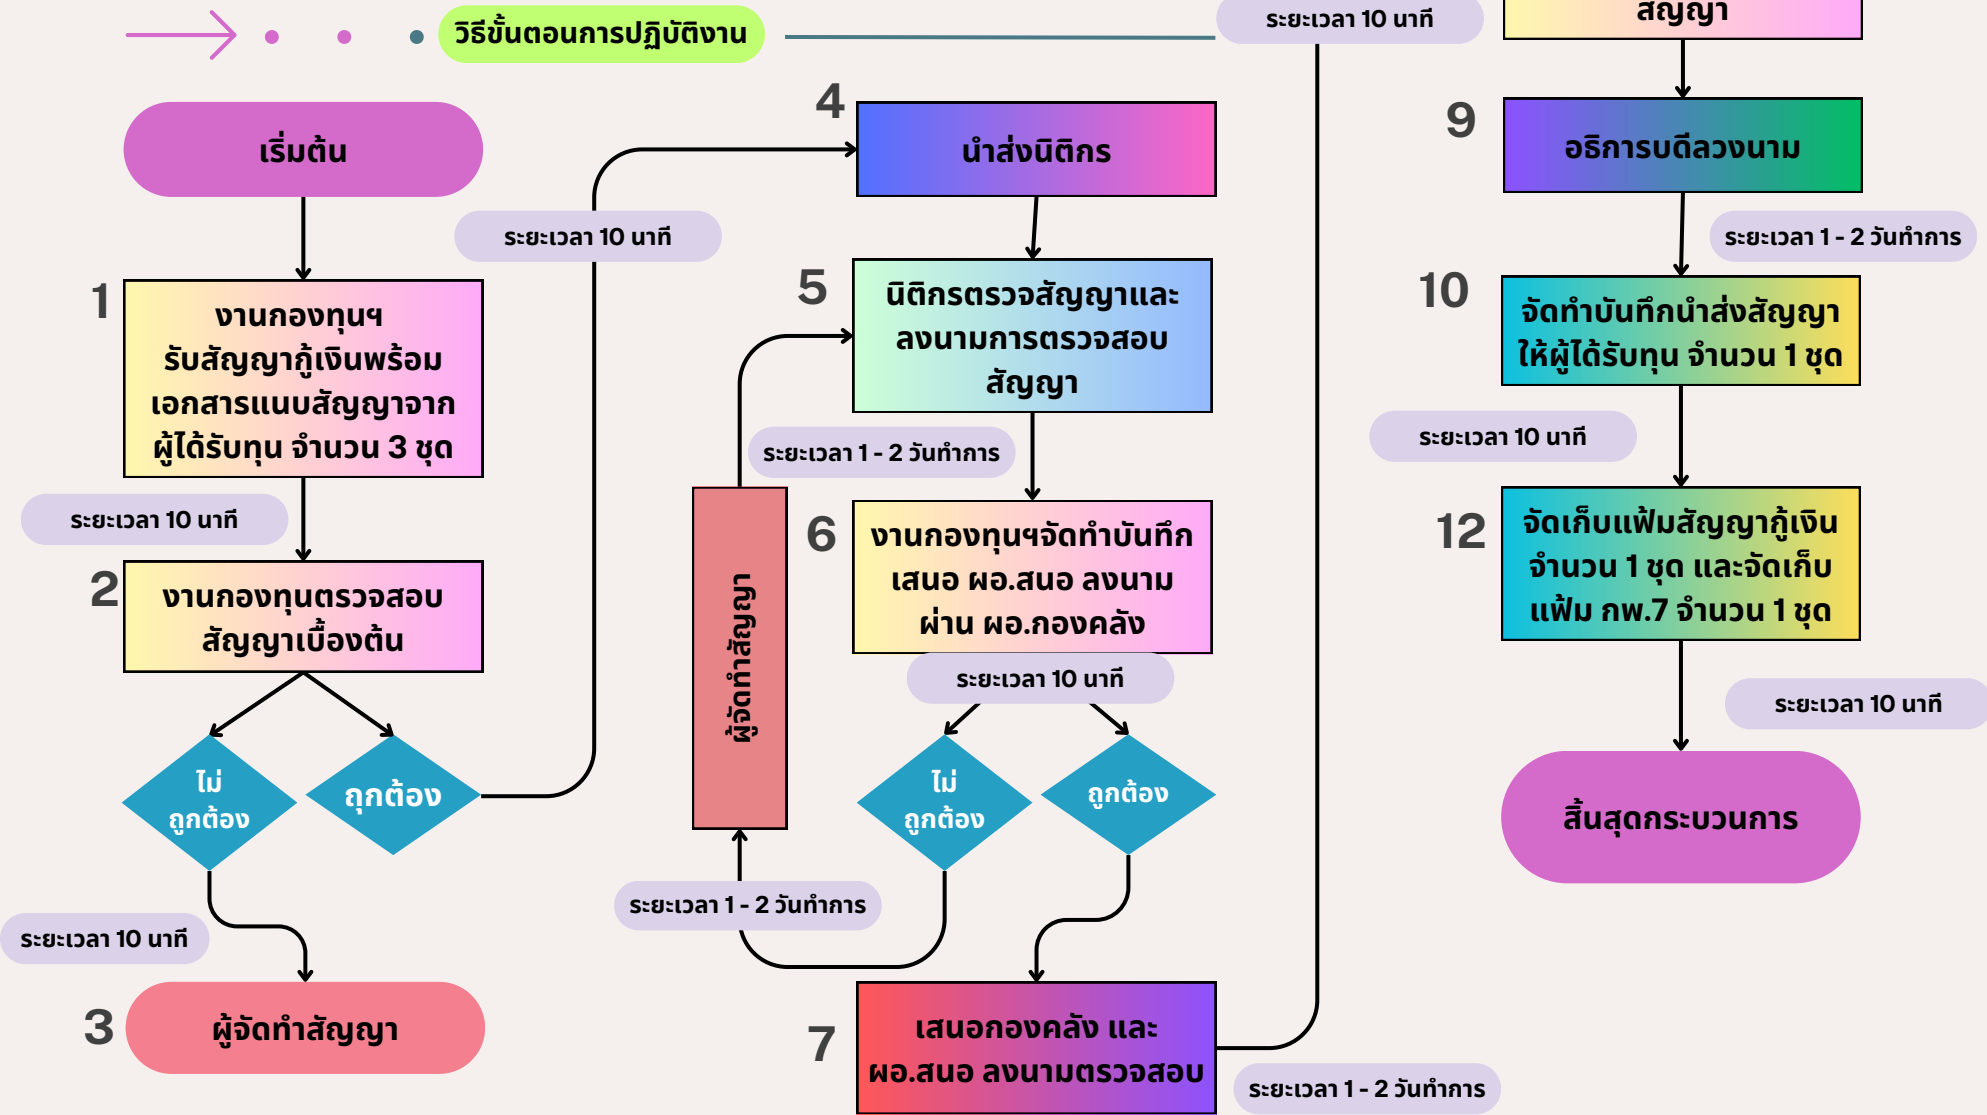 วิธีขั้นตอนการปฏิบัติงาน
เริ่มต้น
1
งานกองทุนฯ
รับสัญญากู้เงินพร้อม
เอกสารแนบสัญญาจาก
ผู้ได้รับทุน จำนวน 3 ชุด
ระยะเวลา 10 นาที
2
งานกองทุนตรวจสอบ
สัญญาเบื้องต้น
ไม่
ถูกต้อง
ถุกต้อง
ระยะเวลา 10 นาที
3
ผู้จัดทำสัญญา
ระยะเวลา 10 นาที
4
นำส่งนิติกร
5
นิติกรตรวจสัญญาและ
ลงนามการตรวจสอบ
สัญญา
ระยะเวลา 1 - 2 วันทำการ
6
งานกองทุนฯจัดทำบันทึก
เสนอ ผอ.สนอ ลงนาม
ผ่าน ผอ.กองคลัง
ระยะเวลา 10 นาที
ไม่
ถูกต้อง
ถูกต้อง
ระยะเวลา 1 - 2 วันทำการ
ผู้จัดทำสัญญา
7
เสนอกองคลัง และ
ผอ.สนอ ลงนามตรวจสอบ
ระยะเวลา 1 - 2 วันทำการ
ระยะเวลา 10 นาที
สัญญา
9
อธิการบดีลวงนาม
ระยะเวลา 1 - 2 วันทำการ
10
จัดทำบันทึกนำส่งสัญญา
ให้ผู้ได้รับทุน จำนวน 1 ชุด
ระยะเวลา 10 นาที
12
จัดเก็บแฟ้มสัญญากู้เงิน
จำนวน 1 ชุด และจัดเก็บ
แฟ้ม กพ.7 จำนวน 1 ชุด
ระยะเวลา 10 นาที
สิ้นสุดกระบวนการ